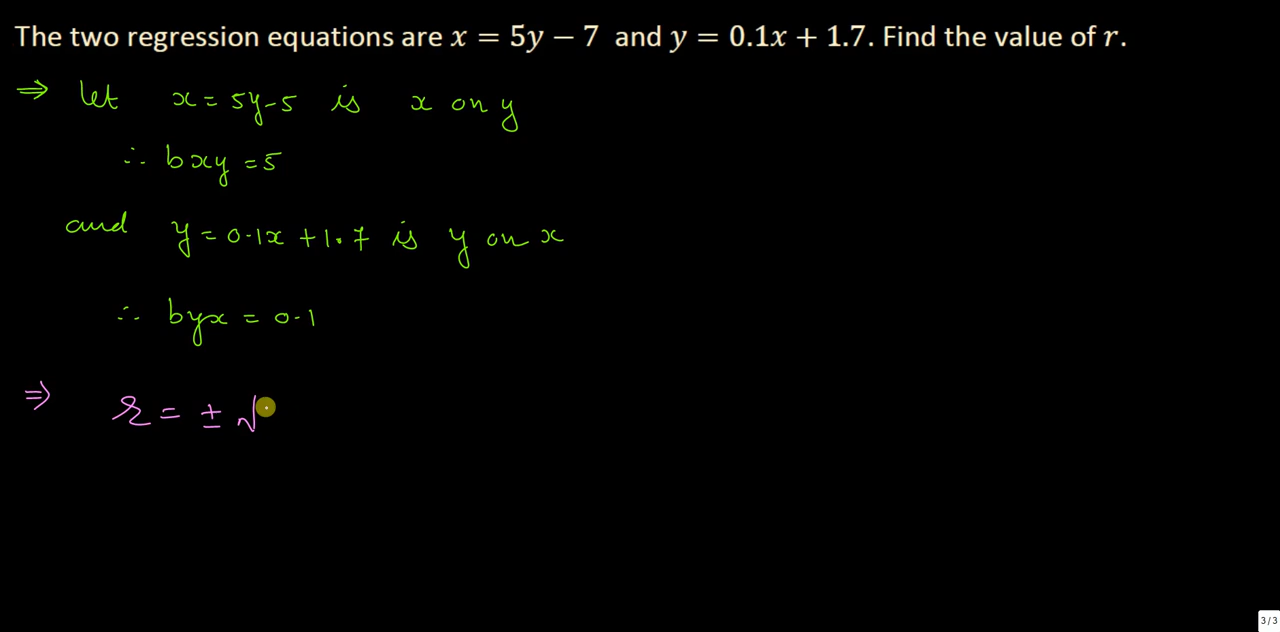 The two regression equations are x = 5y − 7 and y = 0.1x + 1.7. Find the value of r.
⇒ let x = 5y - 5 is x on y
∴ bxy = 5
and y = 0.1x + 1.7 is y on x
∴ byx = 0.1
⇒ r = ± √
3/3